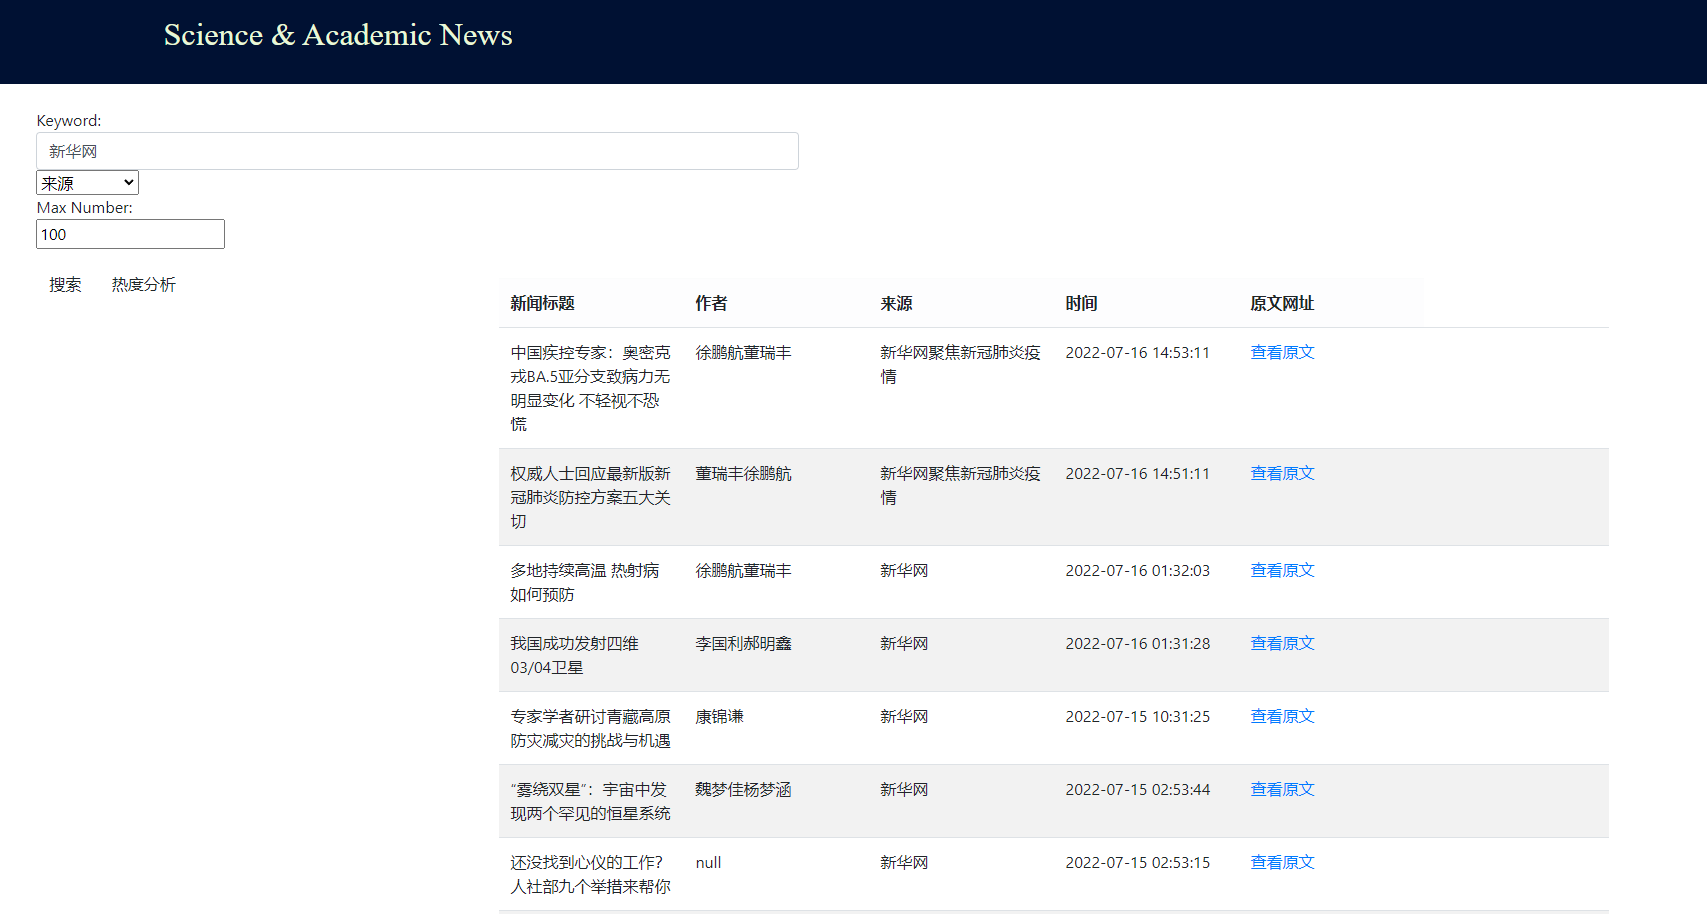 Science & Academic News
Keyword:
新华网
来源
Max Number:
100
搜索 热度分析
新闻标题 作者 来源 时间 原文网址
中国疾控专家：奥密克 徐鹏航董瑞丰 新华网聚焦新冠肺炎疫 2022-07-16 14:53:11 查看原文
戎BA.5亚分支致病力无 情
明显变化 不轻视不恐
慌
权威人士回应最新版新 董瑞丰徐鹏航 新华网聚焦新冠肺炎疫 2022-07-16 14:51:11 查看原文
冠肺炎防控方案五大关 情
切
多地持续高温 热射病 徐鹏航董瑞丰 新华网 2022-07-16 01:32:03 查看原文
如何预防
我国成功发射四维 李国利郝明鑫 新华网 2022-07-16 01:31:28 查看原文
03/04卫星
专家学者研讨青藏高原 康锦谦 新华网 2022-07-15 10:31:25 查看原文
防灾减灾的挑战与机遇
“雾绕双星”：宇宙中发 魏梦佳杨梦涵 新华网 2022-07-15 02:53:44 查看原文
现两个罕见的恒星系统
还没找到心仪的工作？ null 新华网 2022-07-15 02:53:15 查看原文
人社部九个举措来帮你